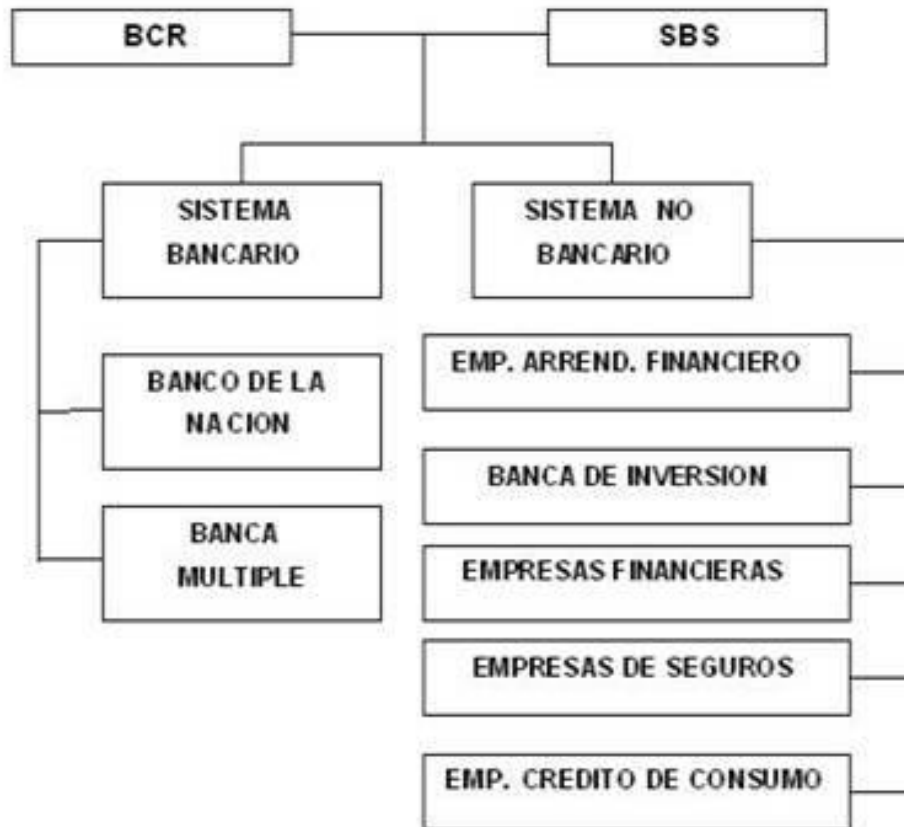 BCR
SBS
SISTEMA
BANCARIO
SISTEMA NO
BANCARIO
BANCO DE LA
NACION
BANCA
MULTIPLE
EMP. ARREND. FINANCIERO
BANCA DE INVERSION
EMPRESAS FINANCIERAS
EMPRESAS DE SEGUROS
EMP. CREDITO DE CONSUMO